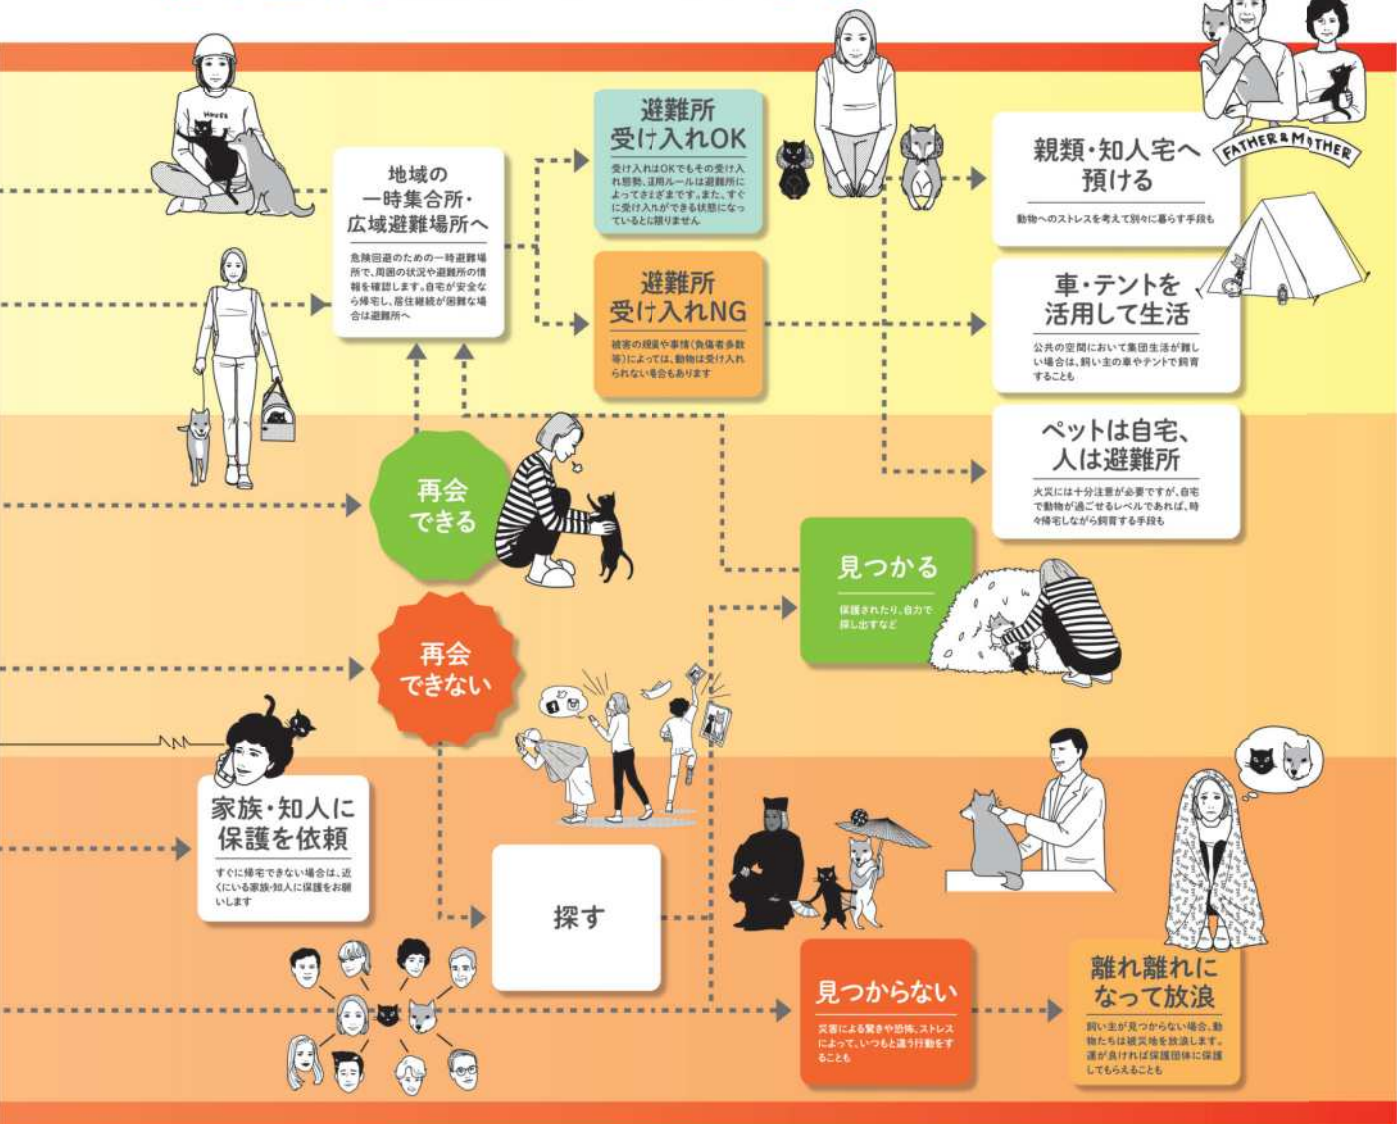 HOUSE
地域の
一時集合所・
広域避難場所へ
危険回避のための一時避難場
所で、周囲の状況や避難所の情
報を確認します。自宅が安全な
ら帰宅し、居住継続が困難な場
合は避難所へ
避難所
受け入れOK
受け入れはOKでもその受け入
れ態勢、運用ルールは避難所に
よってさまざまです。また、すぐ
に受け入れができる状態になっ
ているとは限りません
避難所
受け入れNG
被害の規模や事情(負傷者多数
等)によっては、動物は受け入れ
られない場合もあります
FATHER & MOTHER
親類・知人宅へ
預ける
動物へのストレスを考えて別々に暮らす手段も
車・テントを
活用して生活
公共の空間において集団生活が難し
い場合は、飼い主の車やテントで飼育
することも
ペットは自宅、
人は避難所
火災には十分注意が必要ですが、自宅
で動物が過ごせるレベルであれば、時
々帰宅しながら飼育する手段も
再会
できる
再会
できない
見つかる
保護されたり、自力で
探し出すなど
家族・知人に
保護を依頼
すぐに帰宅できない場合は、近
くにいる家族・知人に保護をお願
いします
探す
見つからない
災害による驚きや恐怖、ストレス
によって、いつもと違う行動をす
ることも
離れ離れに
なって放浪
飼い主が見つからない場合、動
物たちは被災地を放浪します。
運が良ければ保護団体に保護
してもらえることも